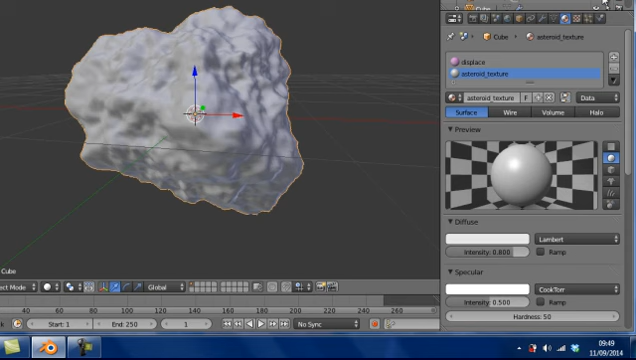 Cube
Cube
asteroid_texture
displace
asteroid_texture
asteroid_texture
F
Data
Surface
Wire
Volume
Halo
Preview
Diffuse
Lambert
Intensity: 0.800
Ramp
Specular
CookTorr
Intensity: 0.500
Ramp
Hardness: 50
Cube
ect Mode
Global
40
60
80
100
120
140
160
180
200
220
240
260
Start: 1
End: 250
1
No Sync
09:49
11/09/2014